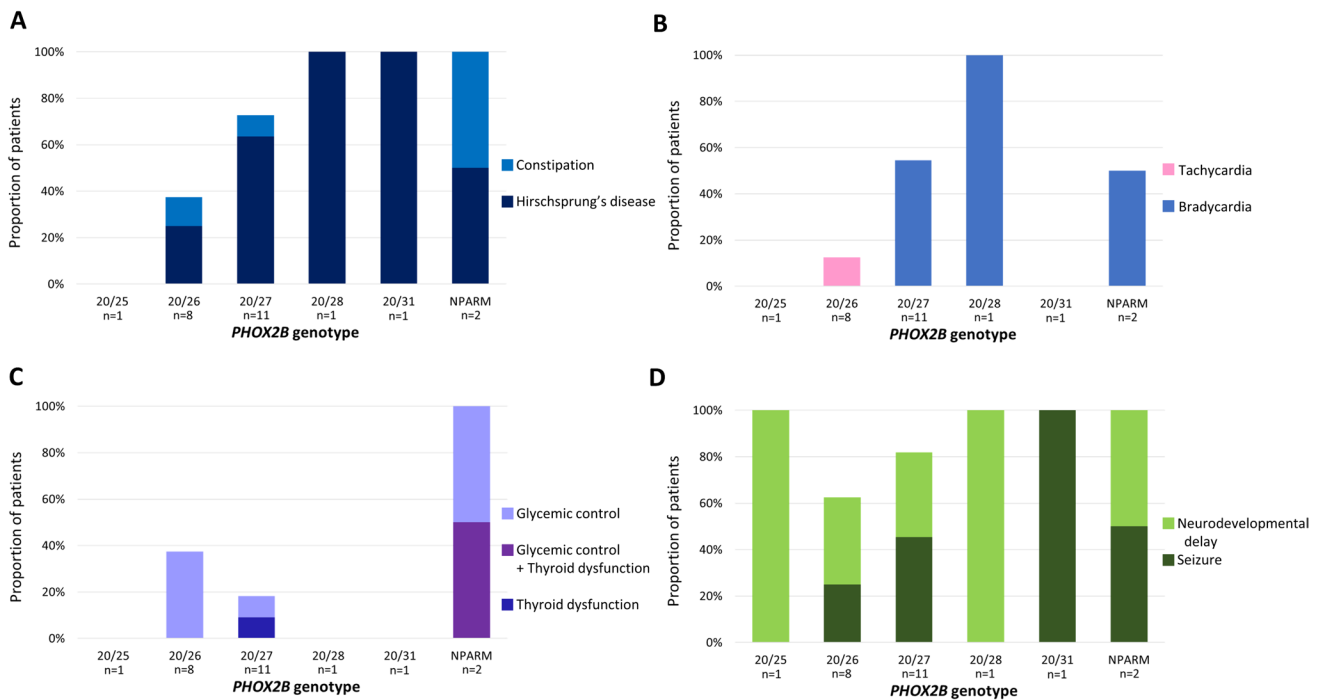 A
100%
80%
60%
40%
20%
0%
Proportion of patients
20/25 20/26 20/27 20/28 20/31 NPARM
n=1 n=8 n=11 n=1 n=1 n=2
PHOX2B genotype
Constipation
Hirschsprung’s disease
B
100%
80%
60%
40%
20%
0%
Proportion of patients
20/25 20/26 20/27 20/28 20/31 NPARM
n=1 n=8 n=11 n=1 n=1 n=2
PHOX2B genotype
Tachycardia
Bradycardia
C
100%
80%
60%
40%
20%
0%
Proportion of patients
20/25 20/26 20/27 20/28 20/31 NPARM
n=1 n=8 n=11 n=1 n=1 n=2
PHOX2B genotype
Glycemic control
Glycemic control
+ Thyroid dysfunction
Thyroid dysfunction
D
100%
80%
60%
40%
20%
0%
Proportion of patients
20/25 20/26 20/27 20/28 20/31 NPARM
n=1 n=8 n=11 n=1 n=1 n=2
PHOX2B genotype
Neurodevelopmental
delay
Seizure